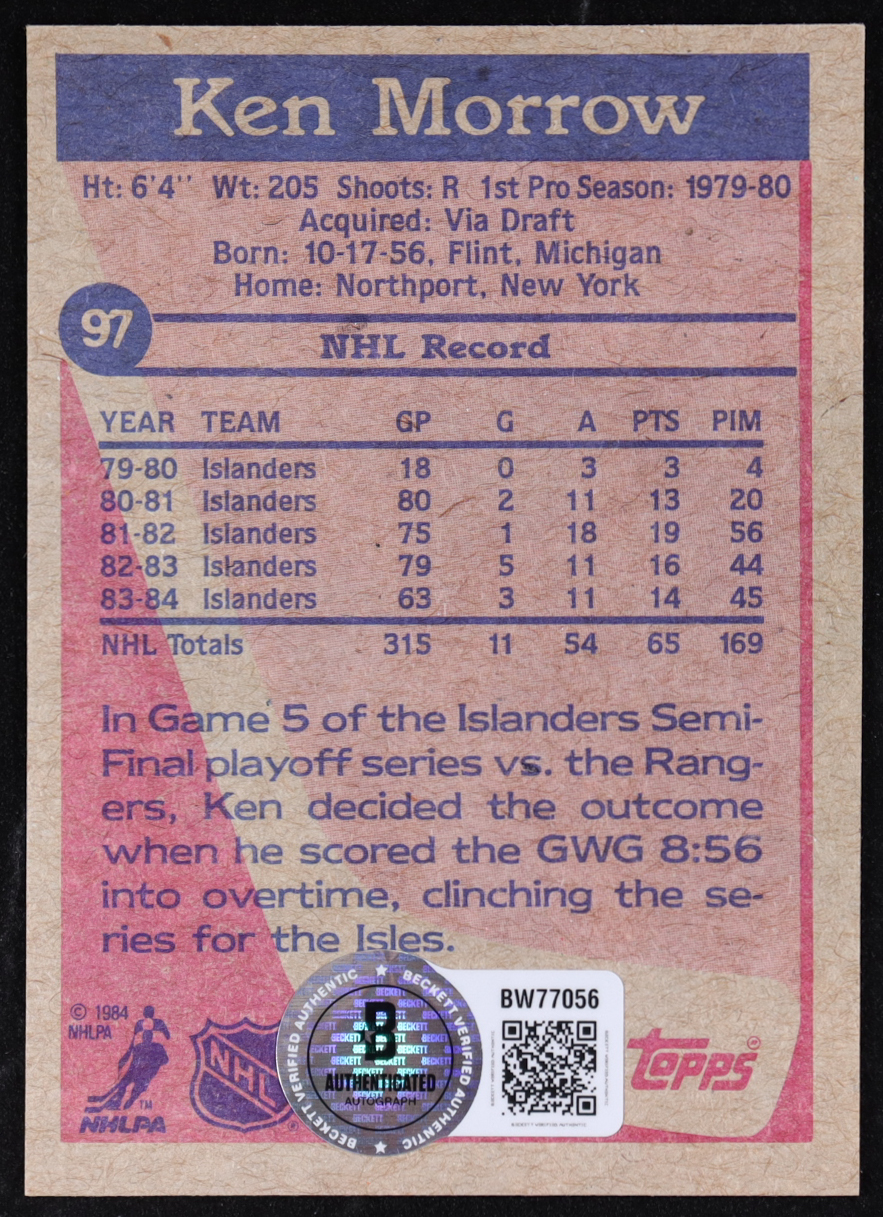 Ken Morrow
Ht: 6'4'' Wt: 205 Shoots: R 1st Pro Season: 1979-80
Acquired: Via Draft
Born: 10-17-56, Flint, Michigan
Home: Northport, New York
97
NHL Record
YEAR TEAM GP G A PTS PIM
79-80 Islanders 18 0 3 3 4
80-81 Islanders 80 2 11 13 20
81-82 Islanders 75 1 18 19 56
82-83 Islanders 79 5 11 16 44
83-84 Islanders 63 3 11 14 45
NHL Totals 315 11 54 65 169
In Game 5 of the Islanders Semi-
Final playoff series vs. the Rang-
ers, Ken decided the outcome
when he scored the GWG 8:56
into overtime, clinching the se-
ries for the Isles.
© 1984
NHLPA
TM
NHLPA
NHL
®
BECKETT VERIFIED AUTHENTIC
BECKETT VERIFIED AUTHENTIC
B
AUTHENTICATED
AUTOGRAPH
BW77056
topps®